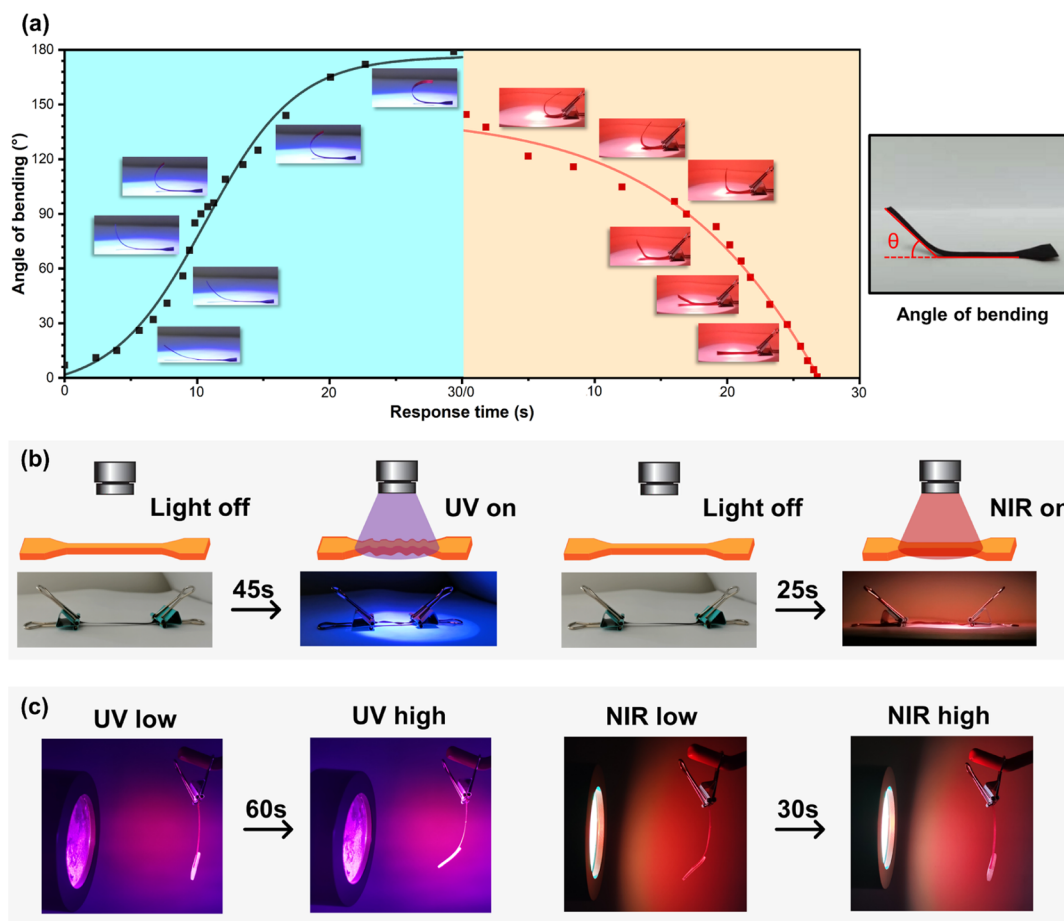 (a)
180
150
120
90
60
30
0
Angle of bending (°)
0
10
20
30/0
10
20
30
Response time (s)
θ
Angle of bending
(b)
Light off
UV on
Light off
NIR on
45s
25s
(c)
UV low
UV high
NIR low
NIR high
60s
30s